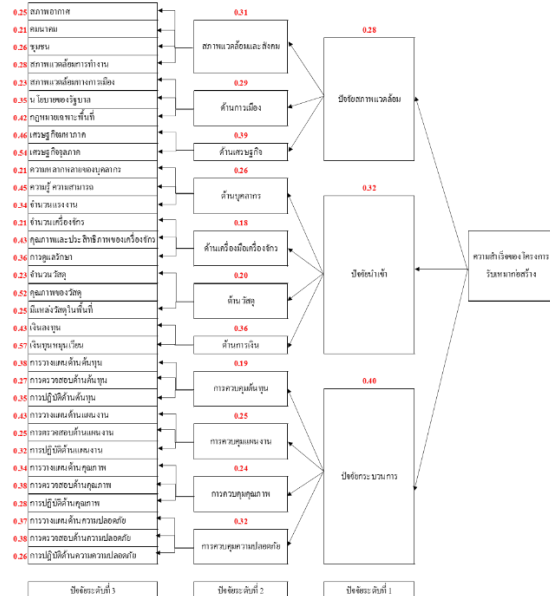 0.25 สภาพอากาศ
0.21 คมนาคม
0.26 ชุมชน
0.28 สภาพแวดล้อมการทำงาน
0.23 สภาพแวดล้อมทางการเมือง
0.35 นโยบายของรัฐบาล
0.42 กฎหมายเฉพาะพื้นที่
0.46 เศรษฐกิจมหาภาค
0.54 เศรษฐกิจจุลภาค
0.21 ความหลากหลายของบุคลากร
0.45 ความรู้ ความสามารถ
0.34 จำนวนแรงงาน
0.21 จำนวนเครื่องจักร
0.43 คุณภาพและประสิทธิภาพของเครื่องจักร
0.36 การดูแลรักษา
0.23 จำนวนวัสดุ
0.52 คุณภาพของวัสดุ
0.25 มีแหล่งวัสดุในพื้นที่
0.43 เงินลงทุน
0.57 เงินทุนหมุนเวียน
0.38 การวางแผนด้านต้นทุน
0.27 การตรวจสอบด้านต้นทุน
0.35 การปฏิบัติด้านต้นทุน
0.43 การวางแผนด้านแผนงาน
0.25 การตรวจสอบด้านแผนงาน
0.32 การปฏิบัติด้านแผนงาน
0.34 การวางแผนด้านคุณภาพ
0.38 การตรวจสอบด้านคุณภาพ
0.28 การปฏิบัติด้านคุณภาพ
0.37 การวางแผนด้านความปลอดภัย
0.38 การตรวจสอบด้านความปลอดภัย
0.26 การปฏิบัติด้านความความปลอดภัย
ปัจจัยระดับที่ 3
0.31
สภาพแวดล้อมและสังคม
0.29
ด้านการเมือง
0.39
ด้านเศรษฐกิจ
0.26
ด้านบุคลากร
0.18
ด้านเครื่องมือเครื่องจักร
0.20
ด้านวัสดุ
0.36
ด้านการเงิน
0.19
การควบคุมต้นทุน
0.25
การควบคุมแผนงาน
0.24
การควบคุมคุณภาพ
0.32
การควบคุมความปลอดภัย
ปัจจัยระดับที่ 2
0.28
ปัจจัยสภาพแวดล้อม
0.32
ปัจจัยนำเข้า
0.40
ปัจจัยกระบวนการ
ปัจจัยระดับที่ 1
ความสำเร็จของโครงการ
รับเหมาก่อสร้าง